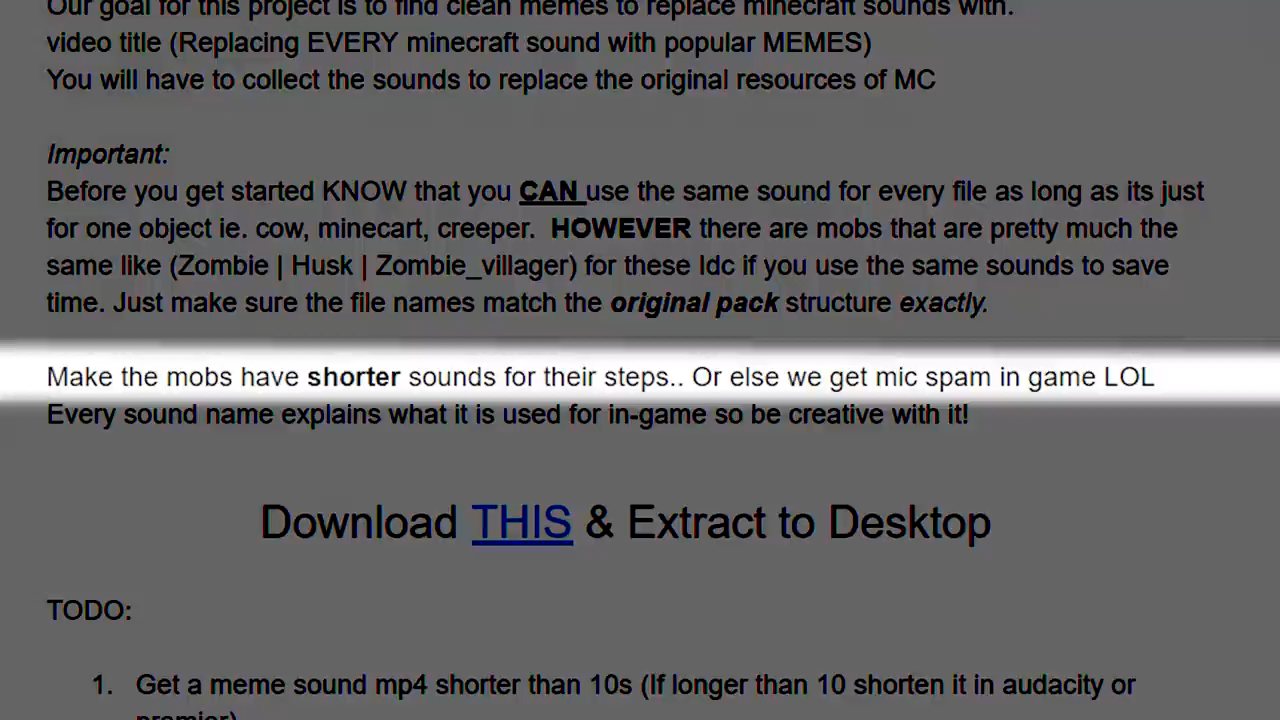 Our goal for this project is to find clean memes to replace minecraft sounds with.
video title (Replacing EVERY minecraft sound with popular MEMES)
You will have to collect the sounds to replace the original resources of MC
Important:
Before you get started KNOW that you CAN use the same sound for every file as long as its just
for one object ie. cow, minecart, creeper. HOWEVER there are mobs that are pretty much the
same like (Zombie | Husk | Zombie_villager) for these Idc if you use the same sounds to save
time. Just make sure the file names match the original pack structure exactly.
Make the mobs have shorter sounds for their steps.. Or else we get mic spam in game LOL
Every sound name explains what it is used for in-game so be creative with it!
Download THIS & Extract to Desktop
TODO:
1. Get a meme sound mp4 shorter than 10s (If longer than 10 shorten it in audacity or
premier)